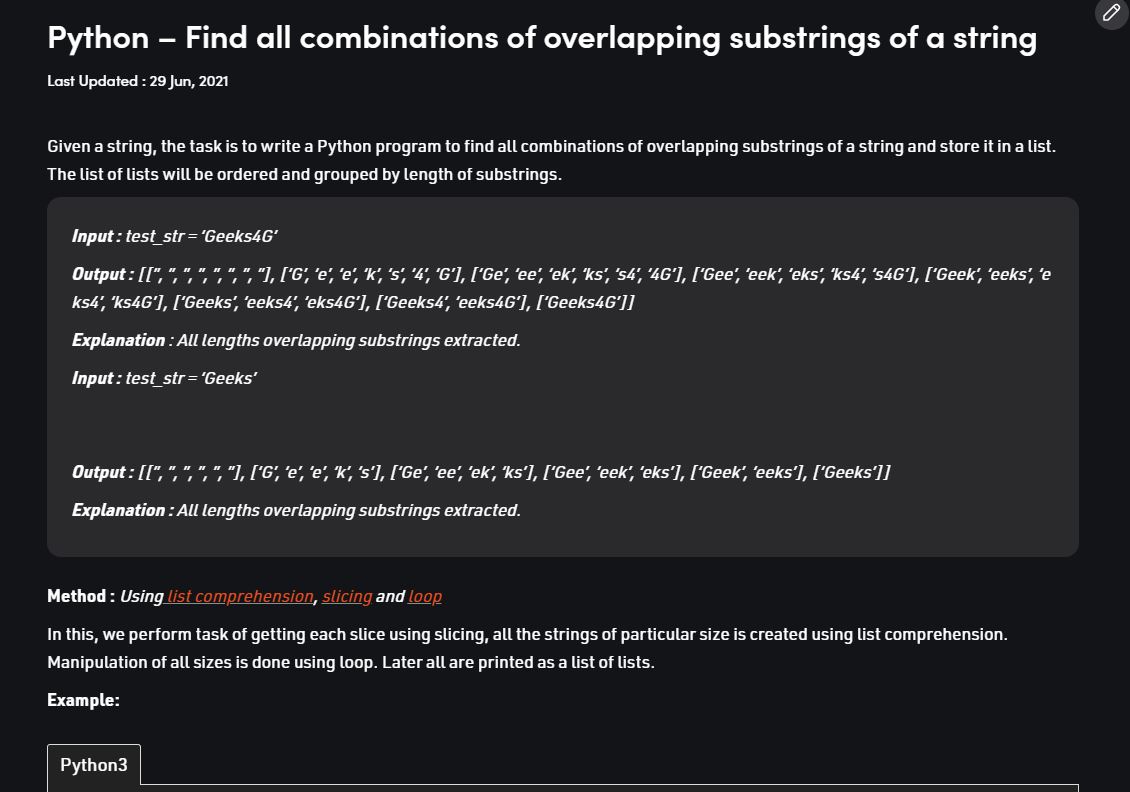 Python – Find all combinations of overlapping substrings of a string
Last Updated : 29 Jun, 2021
Given a string, the task is to write a Python program to find all combinations of overlapping substrings of a string and store it in a list.
The list of lists will be ordered and grouped by length of substrings.
Input : test_str = ‘Geeks4G’
Output : [[”, ”, ”, ”, ”, ”, ”, ”], [‘G’, ‘e’, ‘e’, ‘k’, ‘s’, ‘4’, ‘G’], [‘Ge’, ‘ee’, ‘ek’, ‘ks’, ‘s4’, ‘4G’], [‘Gee’, ‘eek’, ‘eks’, ‘ks4’, ‘s4G’], [‘Geek’, ‘eeks’, ‘e
ks4’, ‘ks4G’], [‘Geeks’, ‘eeks4’, ‘eks4G’], [‘Geeks4’, ‘eeks4G’], [‘Geeks4G’]]
Explanation : All lengths overlapping substrings extracted.
Input : test_str = ‘Geeks’
Output : [[”, ”, ”, ”, ”, ”], [‘G’, ‘e’, ‘e’, ‘k’, ‘s’], [‘Ge’, ‘ee’, ‘ek’, ‘ks’], [‘Gee’, ‘eek’, ‘eks’], [‘Geek’, ‘eeks’], [‘Geeks’]]
Explanation : All lengths overlapping substrings extracted.
Method : Using list comprehension, slicing and loop
In this, we perform task of getting each slice using slicing, all the strings of particular size is created using list comprehension.
Manipulation of all sizes is done using loop. Later all are printed as a list of lists.
Example:
Python3